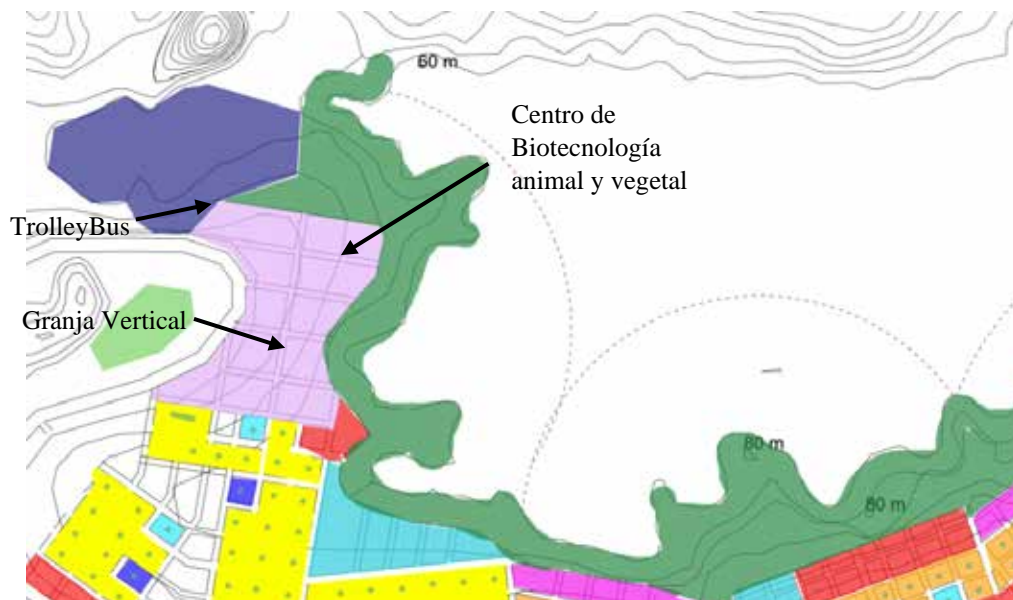 60 m
Centro de
Biotecnología
animal y vegetal
TrolleyBus
Granja Vertical
80 m
80 m